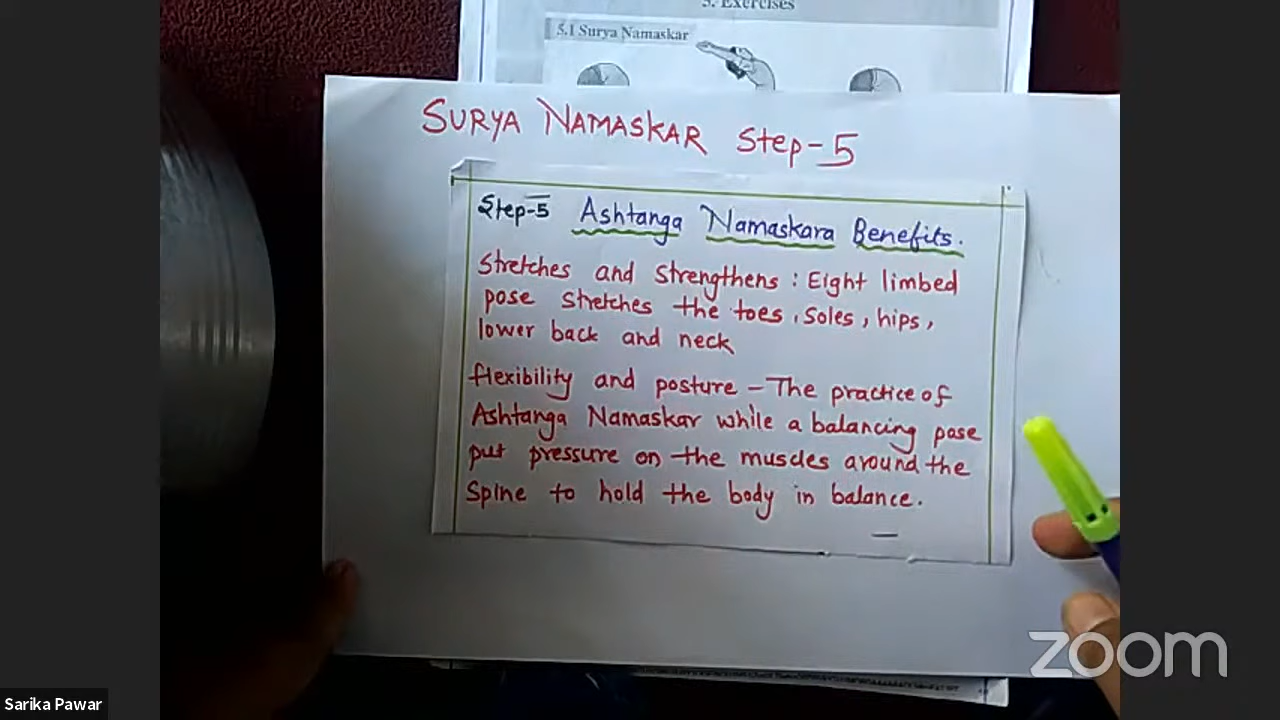 5. Exercises
5.1 Surya Namaskar
SURYA NAMASKAR Step-5
Step-5 Ashtanga Namaskara Benefits.
Stretches and strengthens : Eight limbed
pose stretches the toes, soles, hips,
lower back and neck
flexibility and posture - The practice of
Ashtanga Namaskar while a balancing pose
put pressure on the muscles around the
Spine to hold the body in balance.
zoom
Sarika Pawar